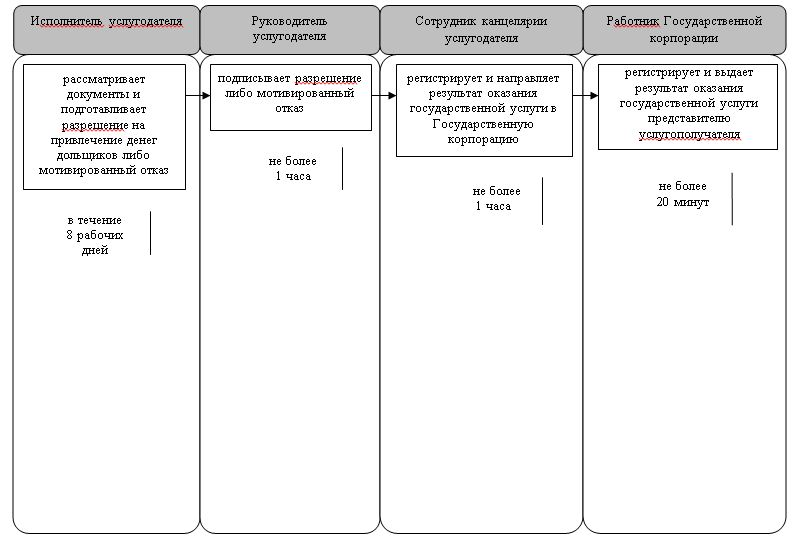 Исполнитель услугодателя
Руководитель
услугодателя
Сотрудник канцелярии
услугодателя
Работник Государственной
корпорации
рассматривает
документы и
подготавливает
разрешение на
привлечение денег
дольщиков либо
мотивированный отказ
в течение
8 рабочих
дней
подписывает разрешение
либо мотивированный
отказ
не более
1 часа
регистрирует и направляет
результат оказания
государственной услуги в
Государственную
корпорацию
не более
1 часа
регистрирует и выдает
результат оказания
государственной услуги
представителю
услугополучателя
не более
20 минут